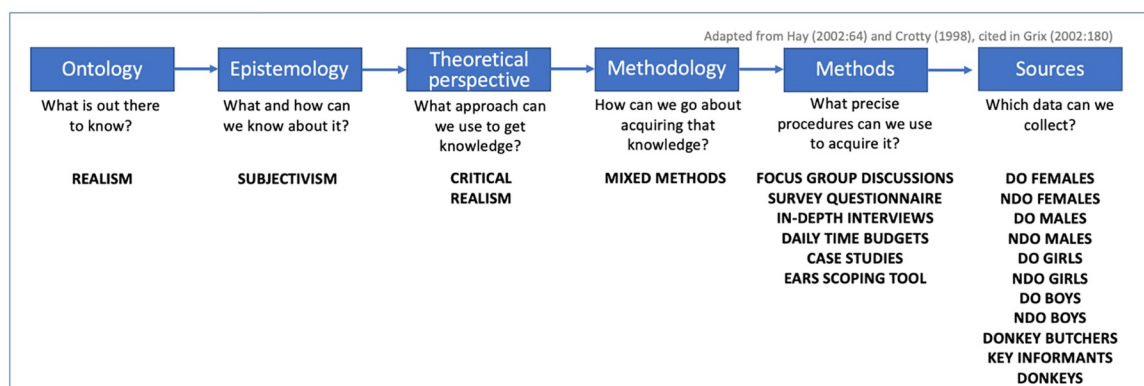 Adapted from Hay (2002:64) and Crotty (1998), cited in Grix (2002:180)
Ontology
What is out there
to know?
REALISM
Epistemology
What and how can
we know about it?
SUBJECTIVISM
Theoretical
perspective
What approach can
we use to get
knowledge?
CRITICAL
REALISM
Methodology
How can we go about
acquiring that
knowledge?
MIXED METHODS
Methods
What precise
procedures can we use
to acquire it?
FOCUS GROUP DISCUSSIONS
SURVEY QUESTIONNAIRE
IN-DEPTH INTERVIEWS
DAILY TIME BUDGETS
CASE STUDIES
EARS SCOPING TOOL
Sources
Which data can we
collect?
DO FEMALES
NDO FEMALES
DO MALES
NDO MALES
DO GIRLS
NDO GIRLS
DO BOYS
NDO BOYS
DONKEY BUTCHERS
KEY INFORMANTS
DONKEYS